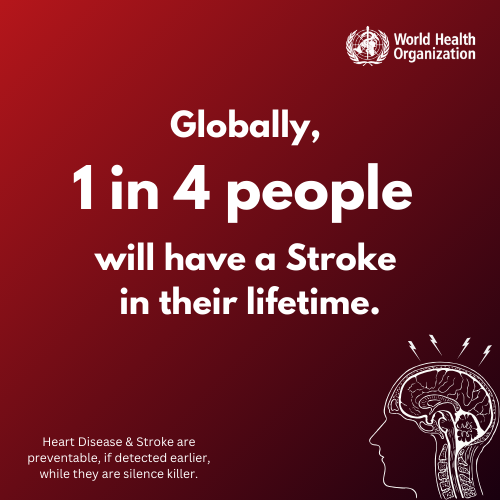 World Health
Organization
Globally,
1 in 4 people
will have a Stroke
in their lifetime.
Heart Disease & Stroke are
preventable, if detected earlier,
while they are silence killer.